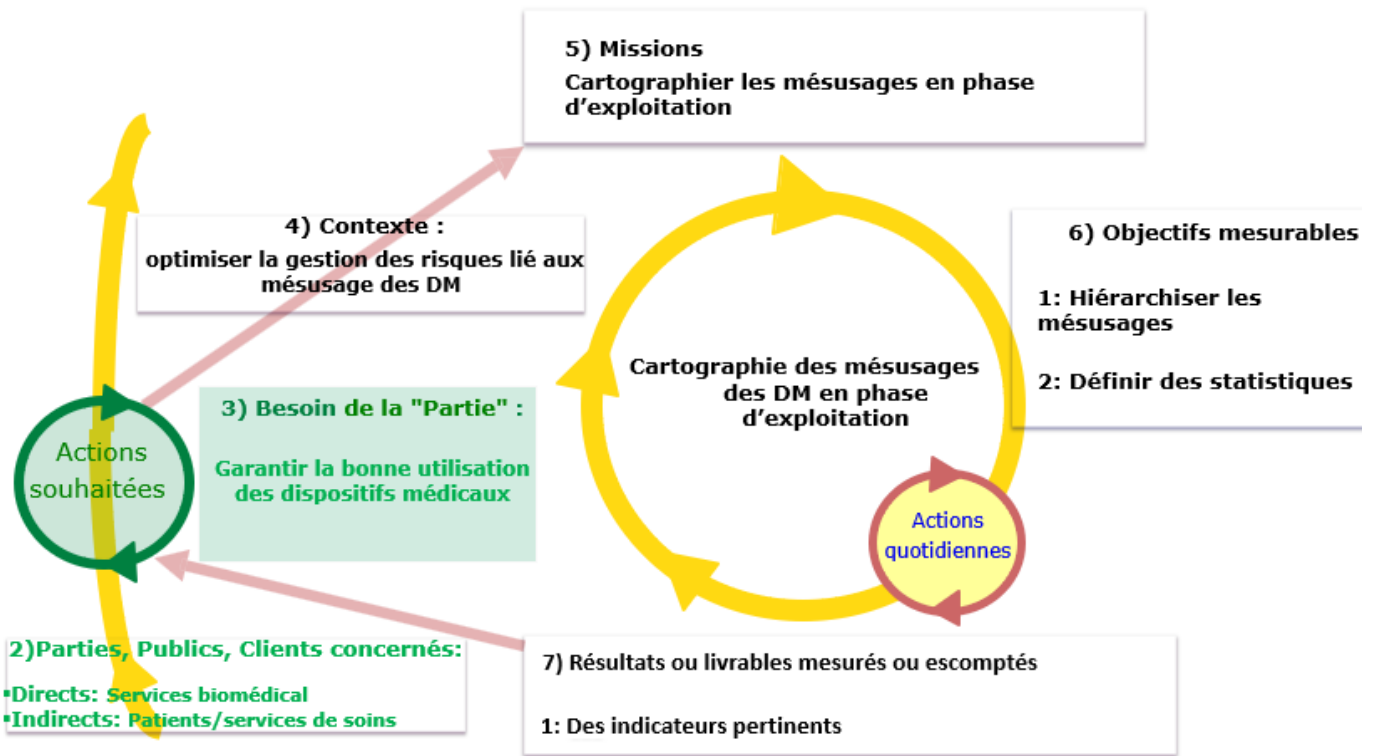 5) Missions
Cartographier les mésusages en phase
d’exploitation
4) Contexte :
optimiser la gestion des risques lié aux
mésusage des DM
6) Objectifs mesurables
1: Hiérarchiser les
mésusages
2: Définir des statistiques
Cartographie des mésusages
des DM en phase
d’exploitation
3) Besoin de la "Partie" :
Garantir la bonne utilisation
des dispositifs médicaux
Actions
souhaitées
Actions
quotidiennes
2)Parties, Publics, Clients concernés:
▪Directs: Services biomédical
▪Indirects: Patients/services de soins
7) Résultats ou livrables mesurés ou escomptés
1: Des indicateurs pertinents